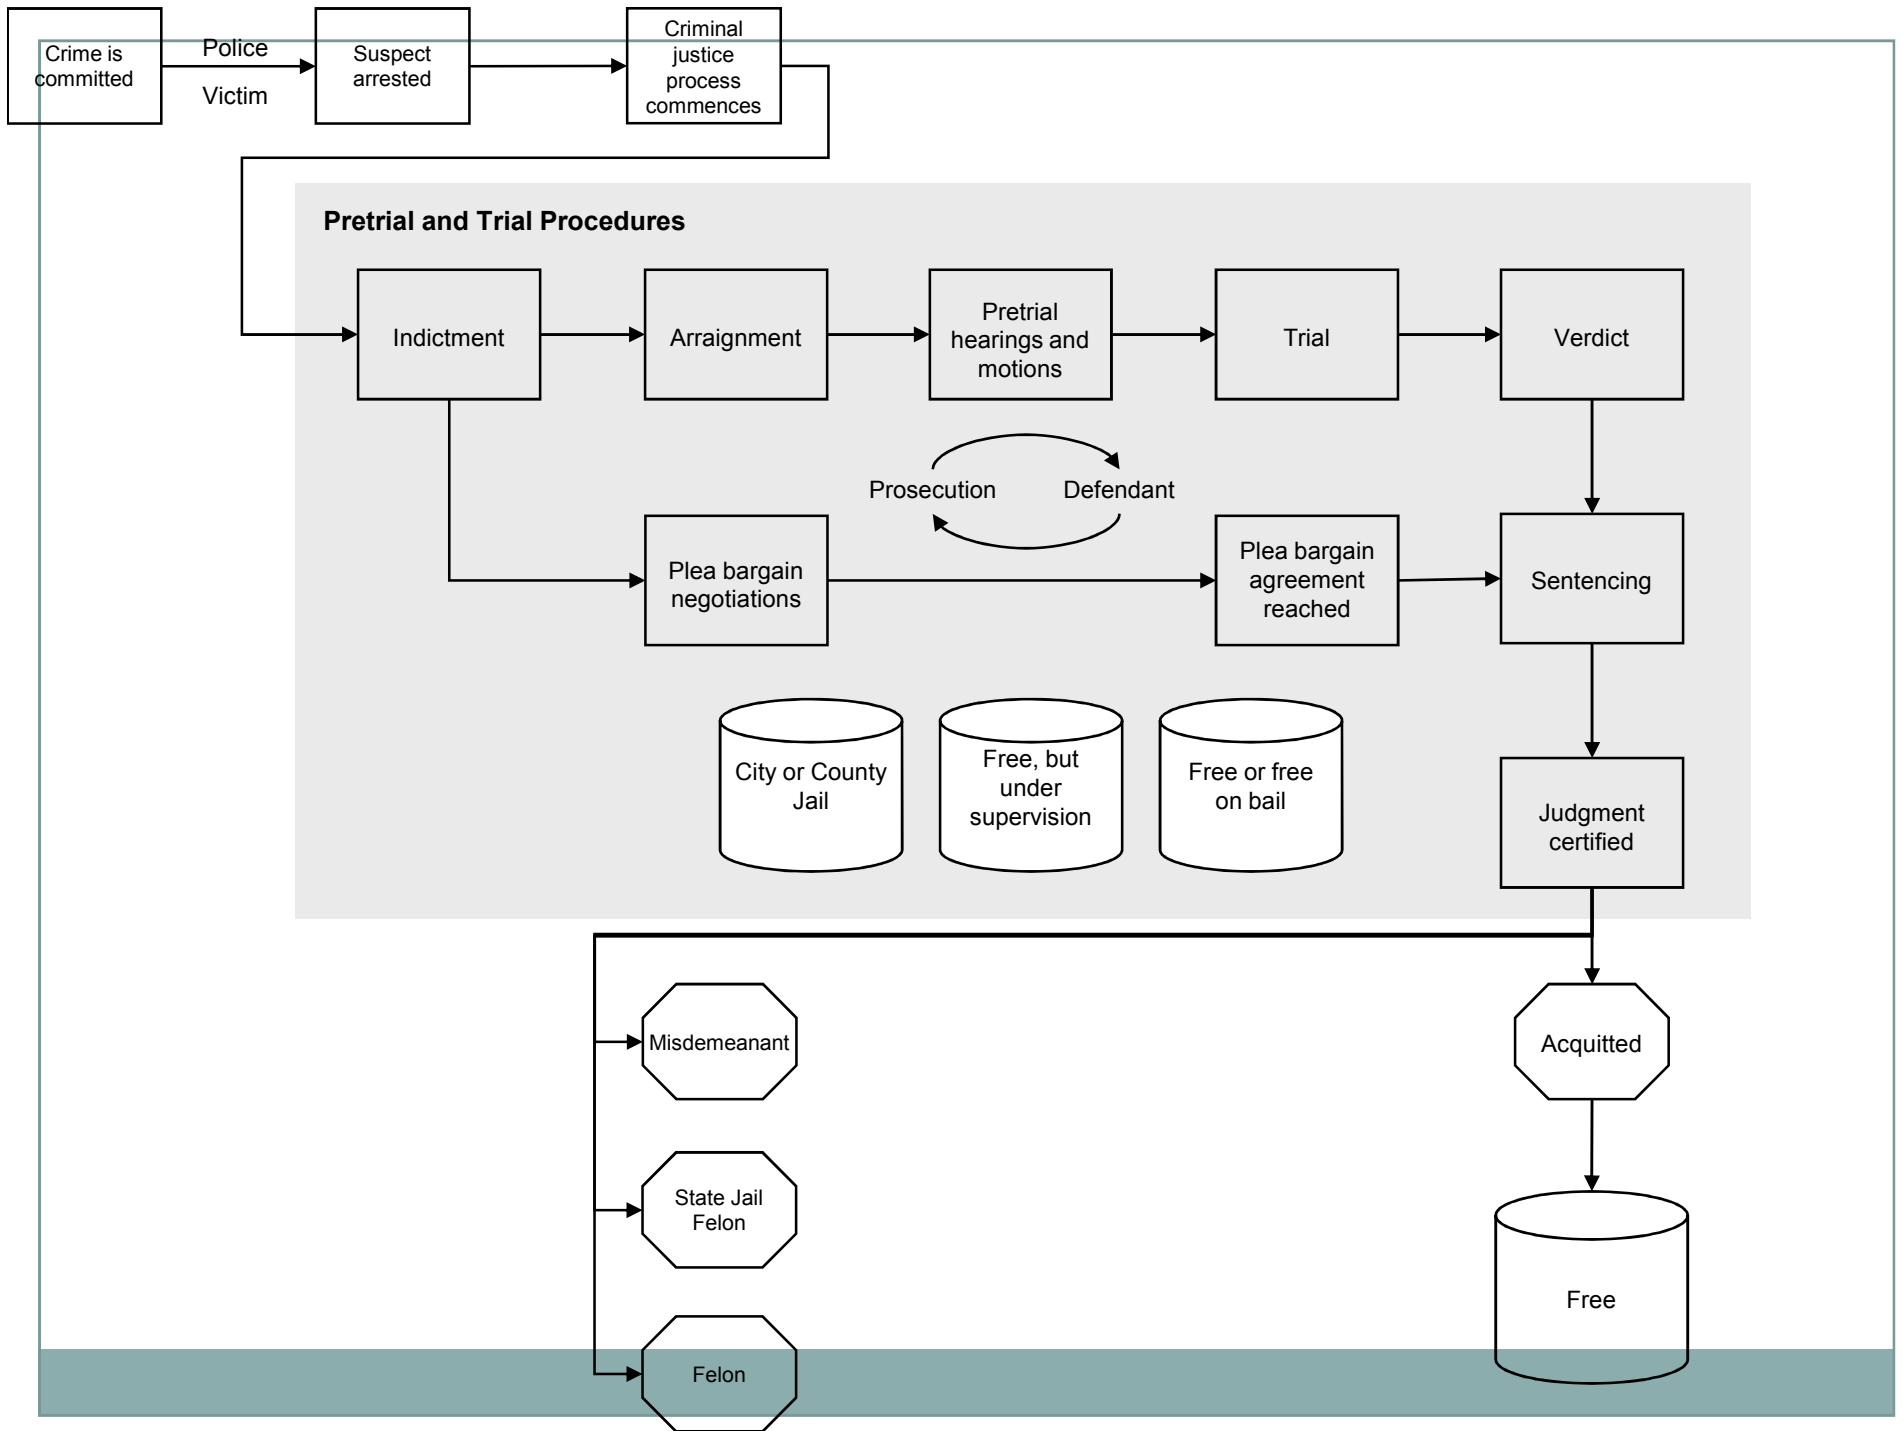 Crime is
committed
Police
Victim
Suspect
arrested
Criminal
justice
process
commences
Pretrial and Trial Procedures
Indictment
Arraignment
Pretrial
hearings and
motions
Trial
Verdict
Prosecution
Defendant
Plea bargain
negotiations
Plea bargain
agreement
reached
Sentencing
City or County
Jail
Free, but
under
supervision
Free or free
on bail
Judgment
certified
Misdemeanant
Acquitted
State Jail
Felon
Free
Felon